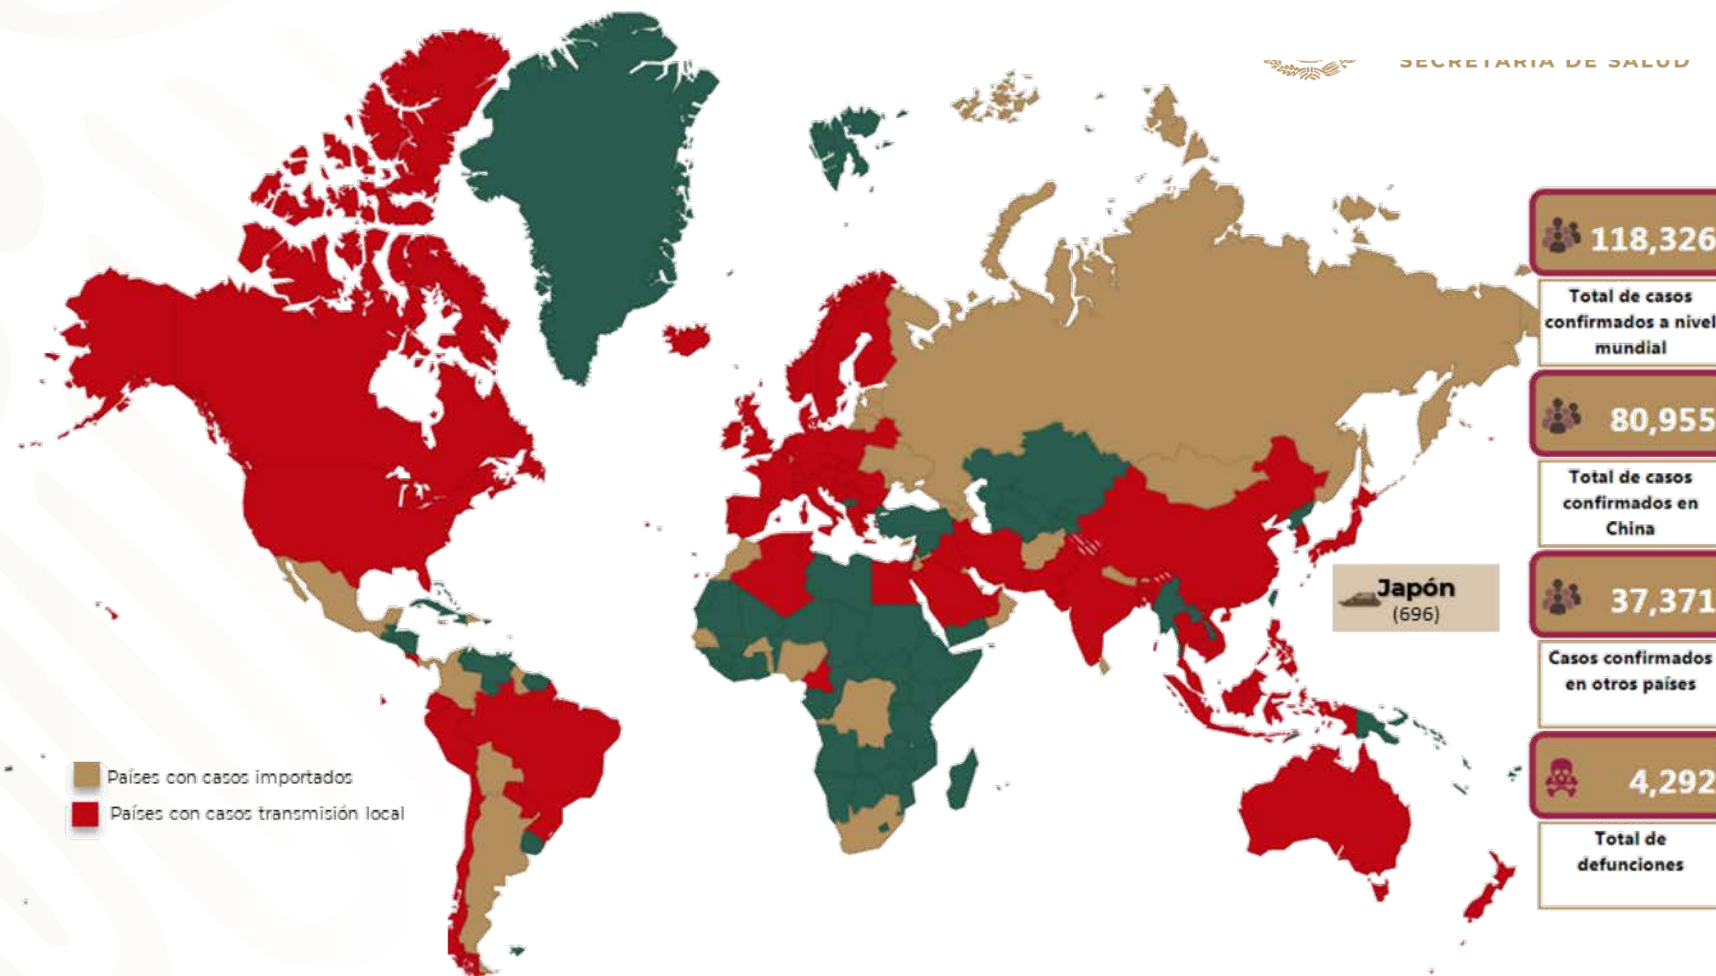 SECRETARIA DE SALUD
118,326
Total de casos
confirmados a nivel
mundial
80,955
Total de casos
confirmados en
China
Japón
(696)
37,371
Casos confirmados
en otros países
4,292
Total de
defunciones
Países con casos importados
Países con casos transmisión local